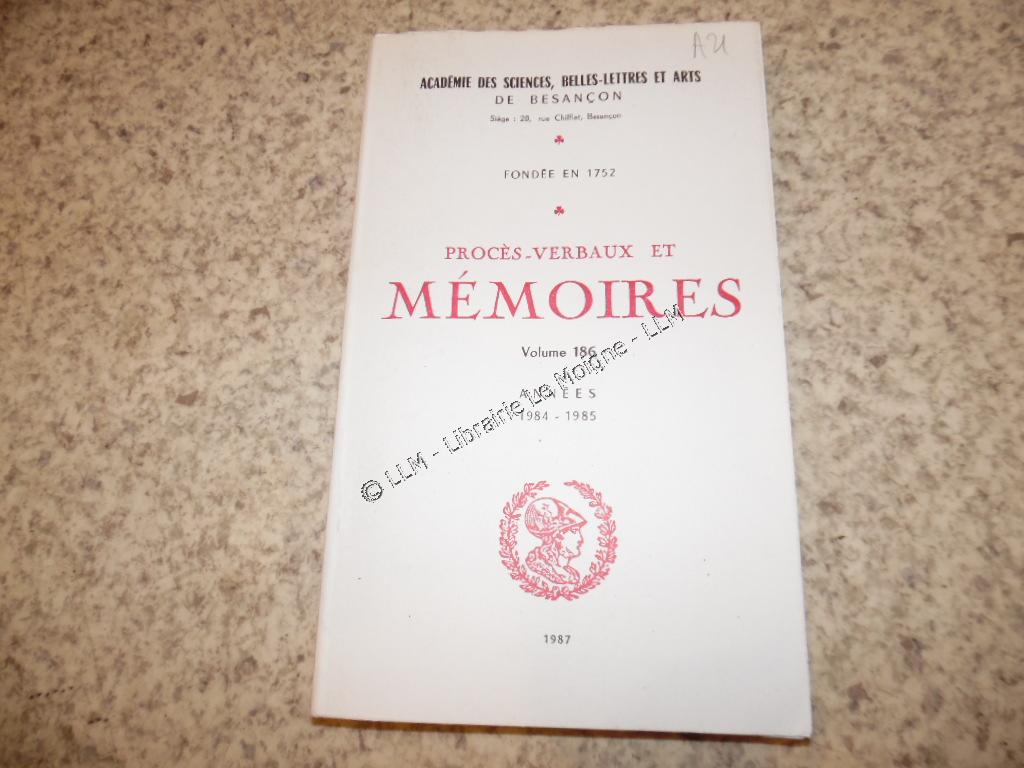 A21
ACADÉMIE DES SCIENCES, BELLES-LETTRES ET ARTS
DE BESANÇON
Siège : 20, rue Chifflet, Besançon
FONDÉE EN 1752
PROCÈS-VERBAUX ET
MÉMOIRES
Volume 186
ANNÉES
1984 - 1985
© LLM - Librairie Le Moigne - LLM
1987